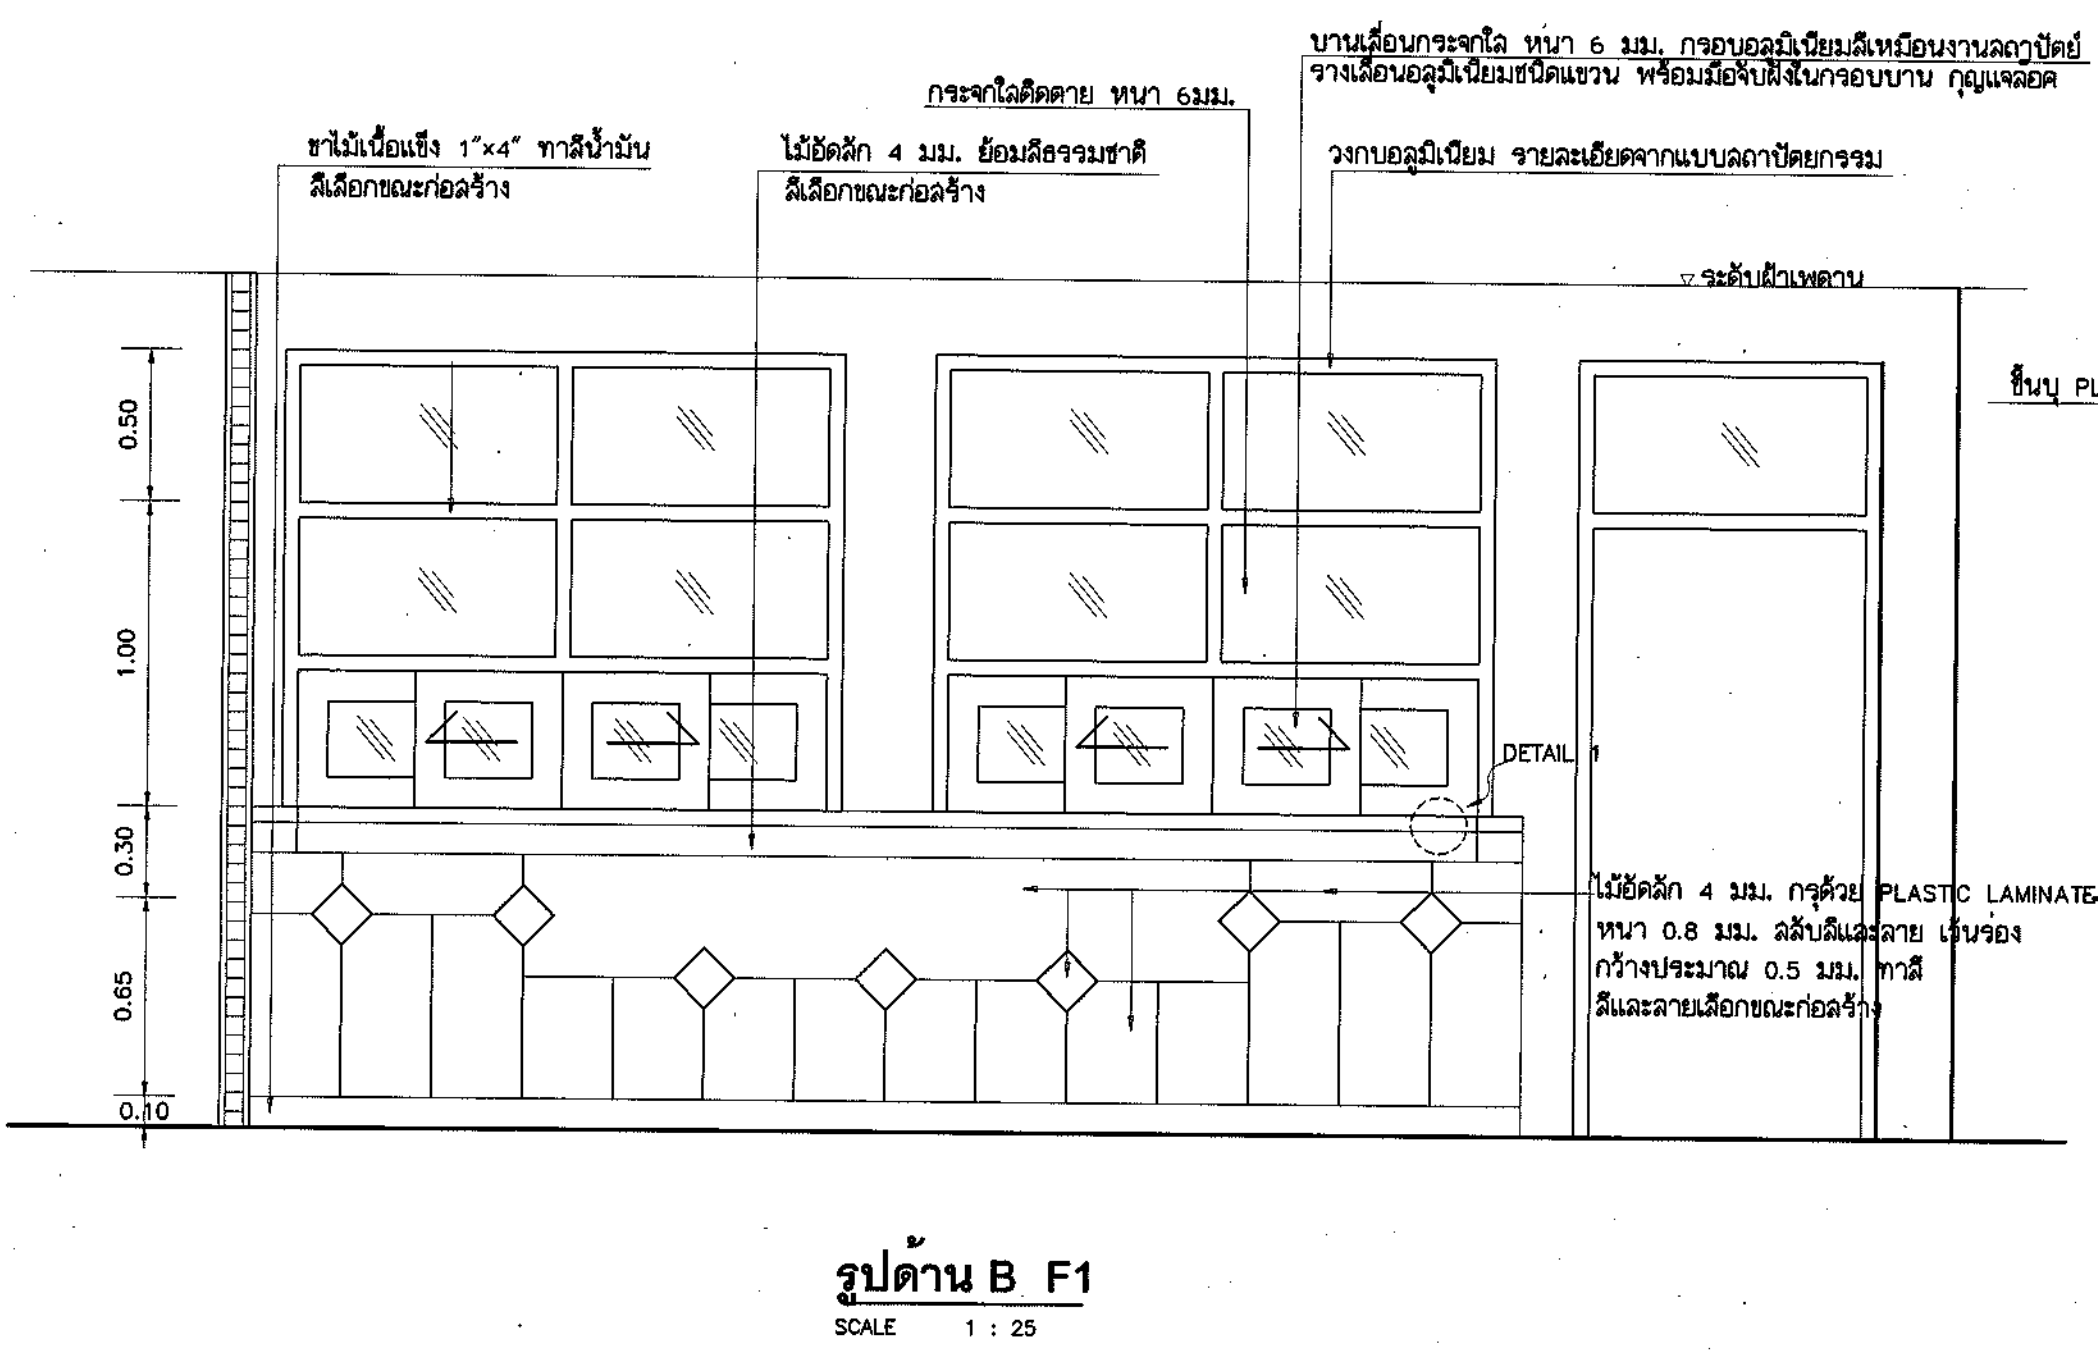 บานเลื่อนกระจกใส หนา 6 มม. กรอบอลูมิเนียมสีเหมือนงานสถาปัตย์
รางเลื่อนอลูมิเนียมชนิดแขวน พร้อมมือจับฝังในกรอบบาน กุญแจลอค
กระจกใสติดตาย หนา 6มม.
ขาไม้เนื้อแข็ง 1"×4" ทาสีน้ำมัน
สีเลือกขณะก่อสร้าง
ไม้อัดสัก 4 มม. ย้อมสีธรรมชาติ
สีเลือกขณะก่อสร้าง
วงกบอลูมิเนียม รายละเอียดจากแบบสถาปัตยกรรม
ระดับฝ้าเพดาน
ชั้นบุ PL
0.50
1.00
0.30
0.65
0.10
DETAIL 1
ไม้อัดสัก 4 มม. กรุด้วย PLASTIC LAMINATE
หนา 0.8 มม. สลับสีและลาย เซ้นร่อง
กว้างประมาณ 0.5 มม. ทาสี
สีและลายเลือกขณะก่อสร้าง
รูปด้าน B F1
SCALE 1 : 25